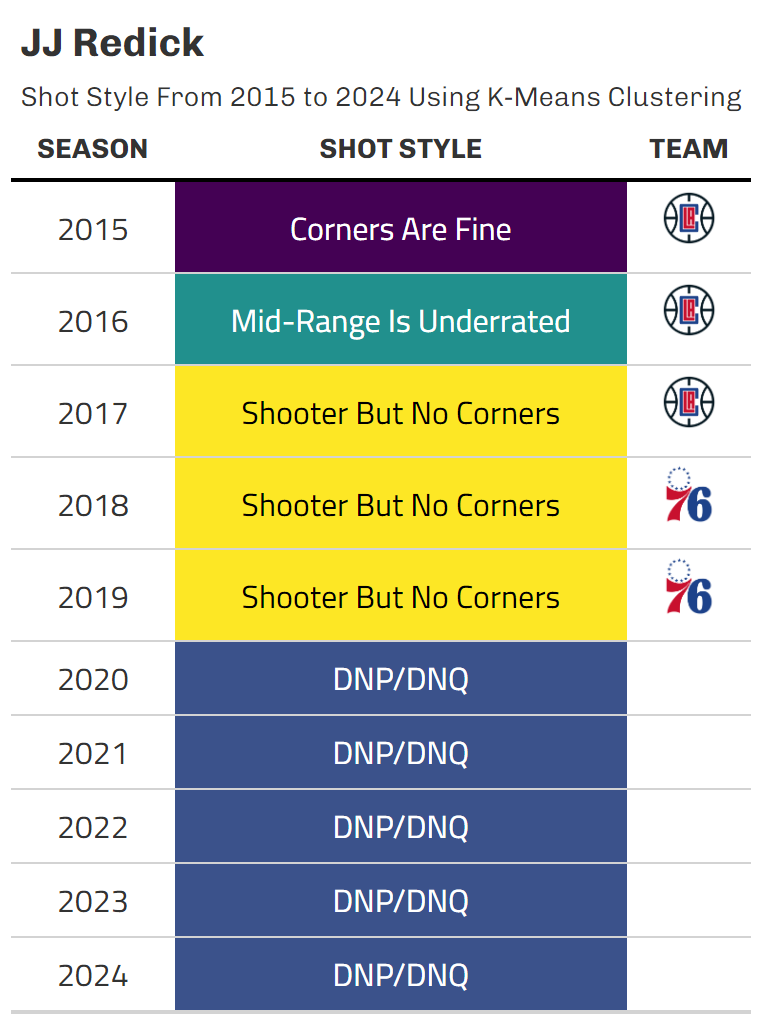 JJ Redick
Shot Style From 2015 to 2024 Using K-Means Clustering
SEASON SHOT STYLE TEAM
2015 Corners Are Fine
2016 Mid-Range Is Underrated
2017 Shooter But No Corners
2018 Shooter But No Corners 76
2019 Shooter But No Corners 76
2020 DNP/DNQ
2021 DNP/DNQ
2022 DNP/DNQ
2023 DNP/DNQ
2024 DNP/DNQ